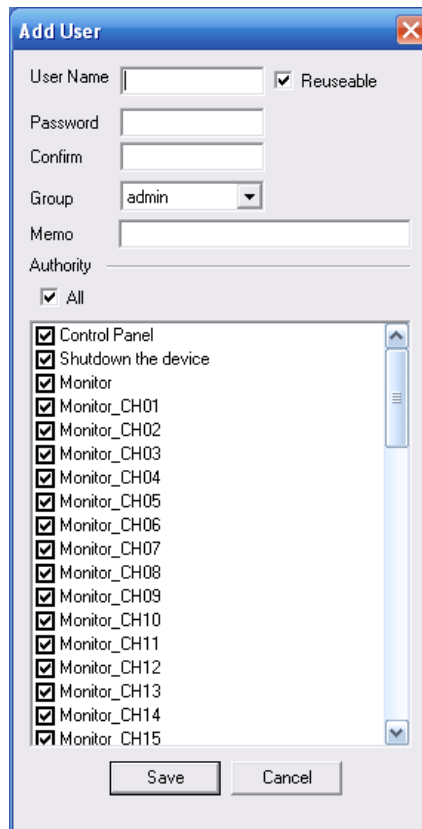 Add User
User Name
Reuseable
Password
Confirm
Group
admin
Memo
Authority
All
Control Panel
Shutdown the device
Monitor
Monitor_CH01
Monitor_CH02
Monitor_CH03
Monitor_CH04
Monitor_CH05
Monitor_CH06
Monitor_CH07
Monitor_CH08
Monitor_CH09
Monitor_CH10
Monitor_CH11
Monitor_CH12
Monitor_CH13
Monitor_CH14
Monitor_CH15
Save
Cancel